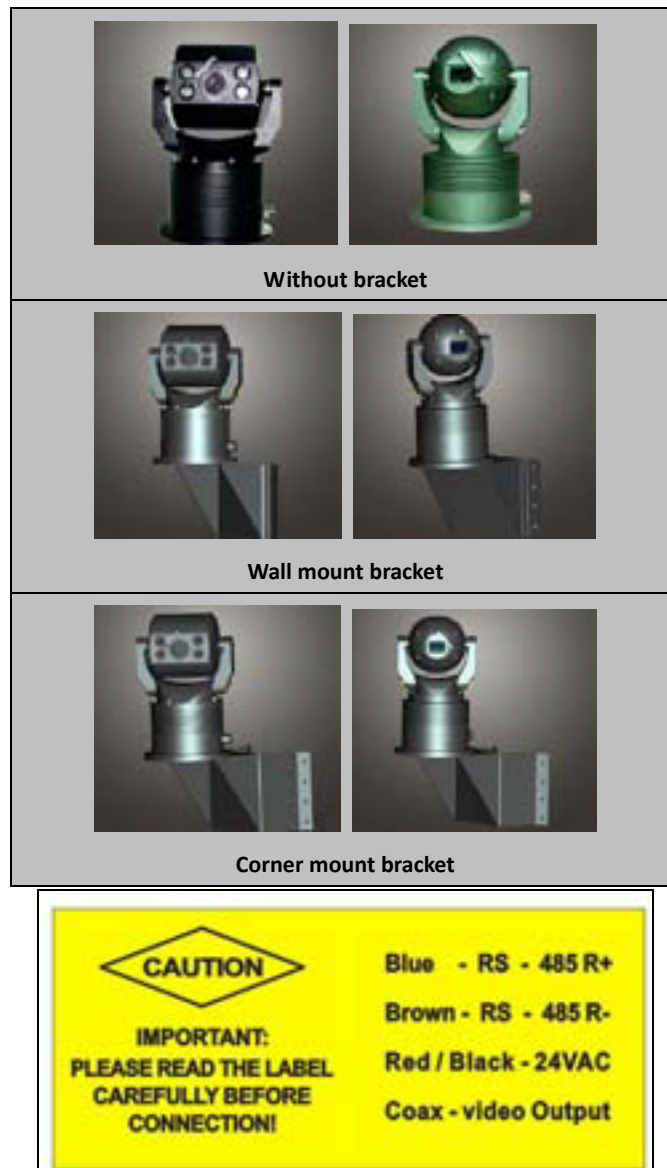 Without bracket
Wall mount bracket
Corner mount bracket
CAUTION
IMPORTANT:
PLEASE READ THE LABEL
CAREFULLY BEFORE
CONNECTION!
Blue - RS - 485 R+
Brown - RS - 485 R-
Red / Black - 24VAC
Coax - video Output